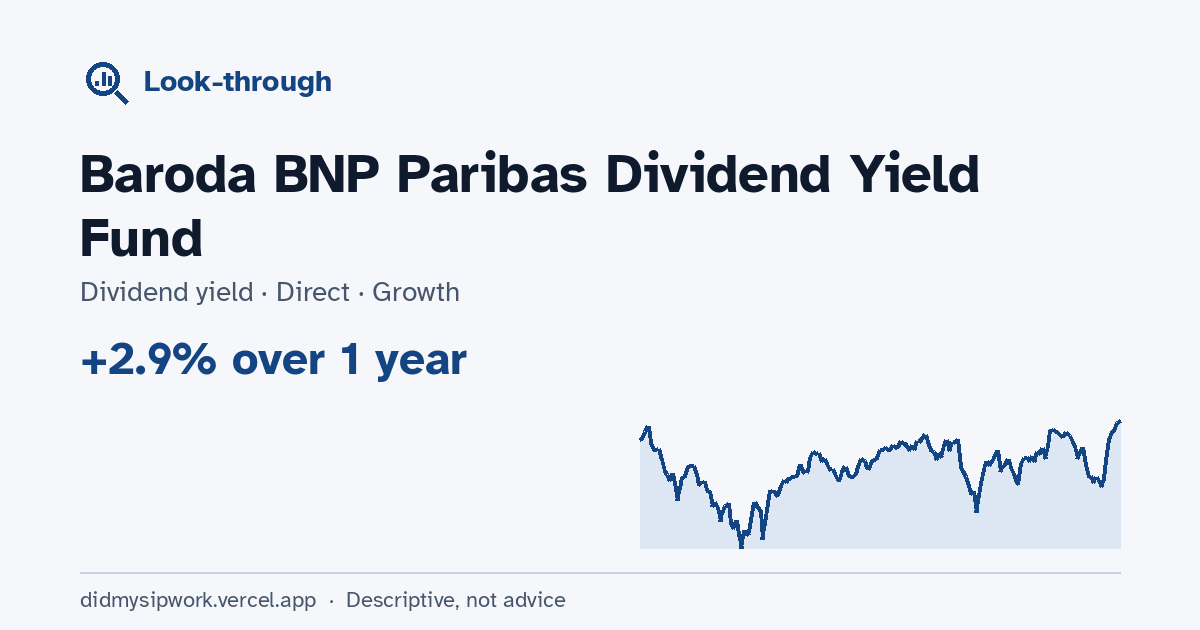 Look-through
Baroda BNP Paribas Dividend Yield
Fund
Dividend yield · Direct · Growth
+2.9% over 1 year
didmysipwork.vercel.app · Descriptive, not advice